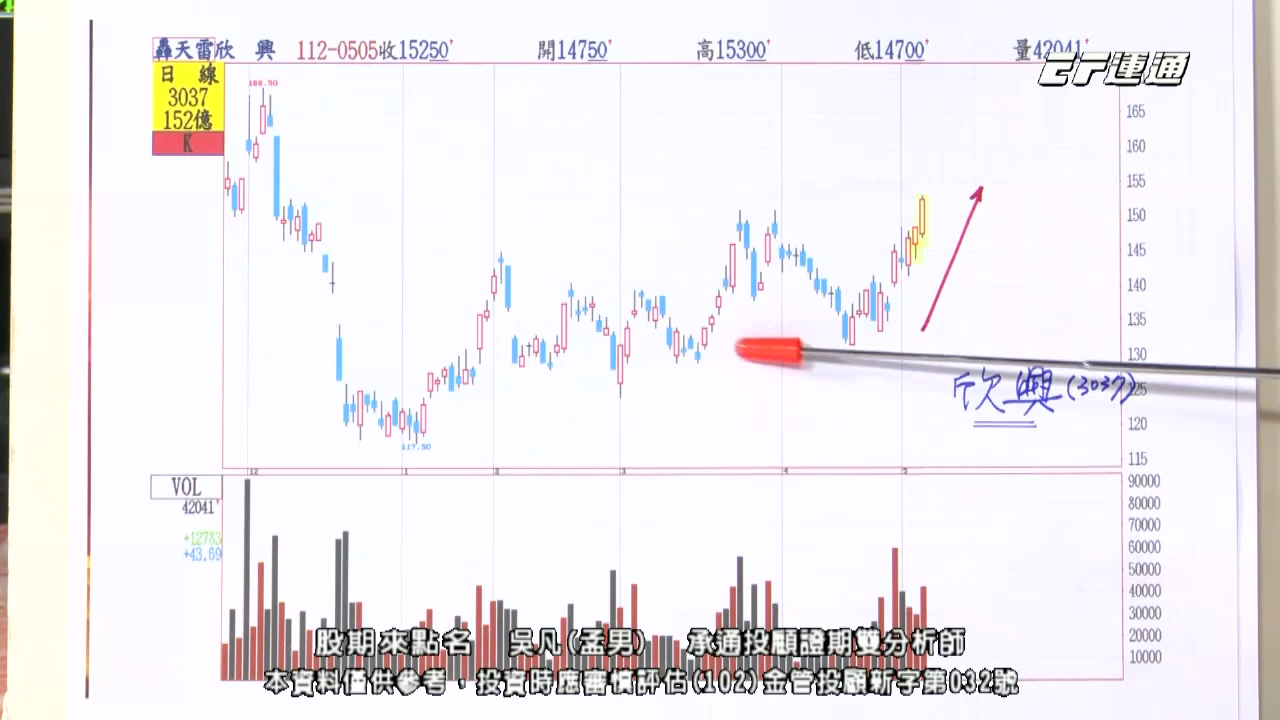 轟天雷欣 興 112-0505收15250' 開14750' 高15300' 低14700' 量42041'
EF運通
日 線
3037
152億
K
168.50
165
160
155
150
145
140
135
130
125
120
115
117.50
欣興(3037)
12 1 2 3 4 5
VOL
42041'
+12783
+43.69
90000
80000
70000
60000
50000
40000
30000
20000
10000
股期來點名 吳凡(孟男) 承通投顧證期雙分析師
本資料僅供參考，投資時應審慎評估(102)金管投顧新字第032號